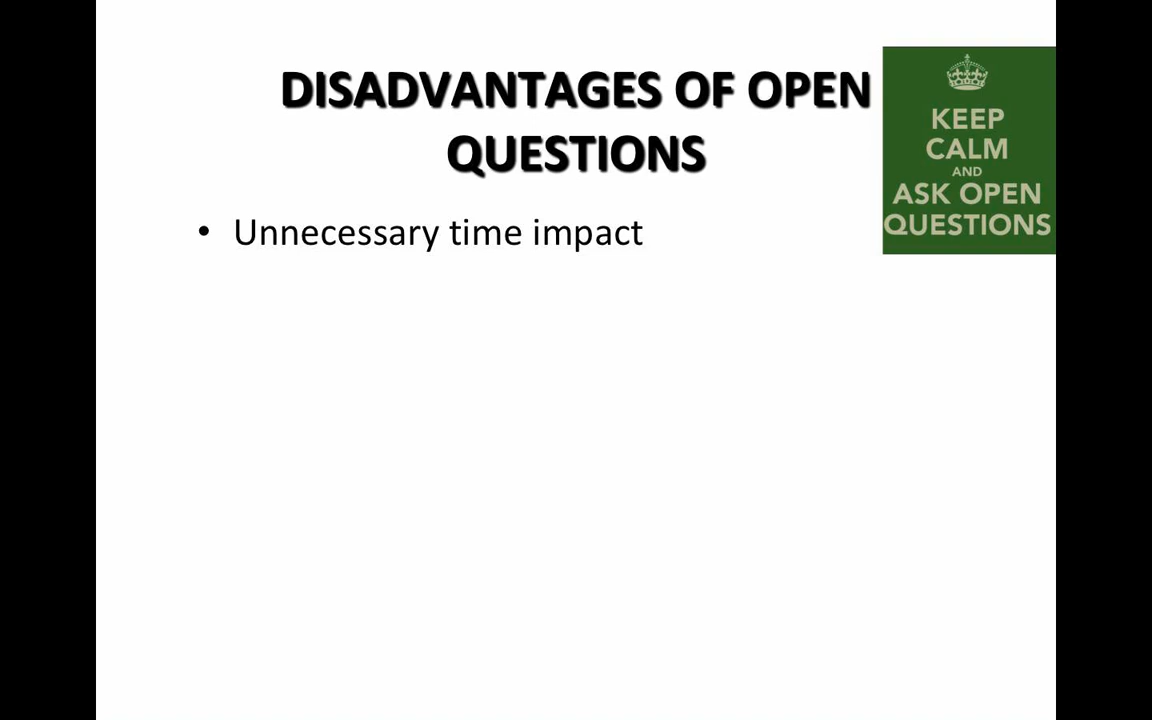 DISADVANTAGES OF OPEN
QUESTIONS
• Unnecessary time impact
KEEP
CALM
AND
ASK OPEN
QUESTIONS